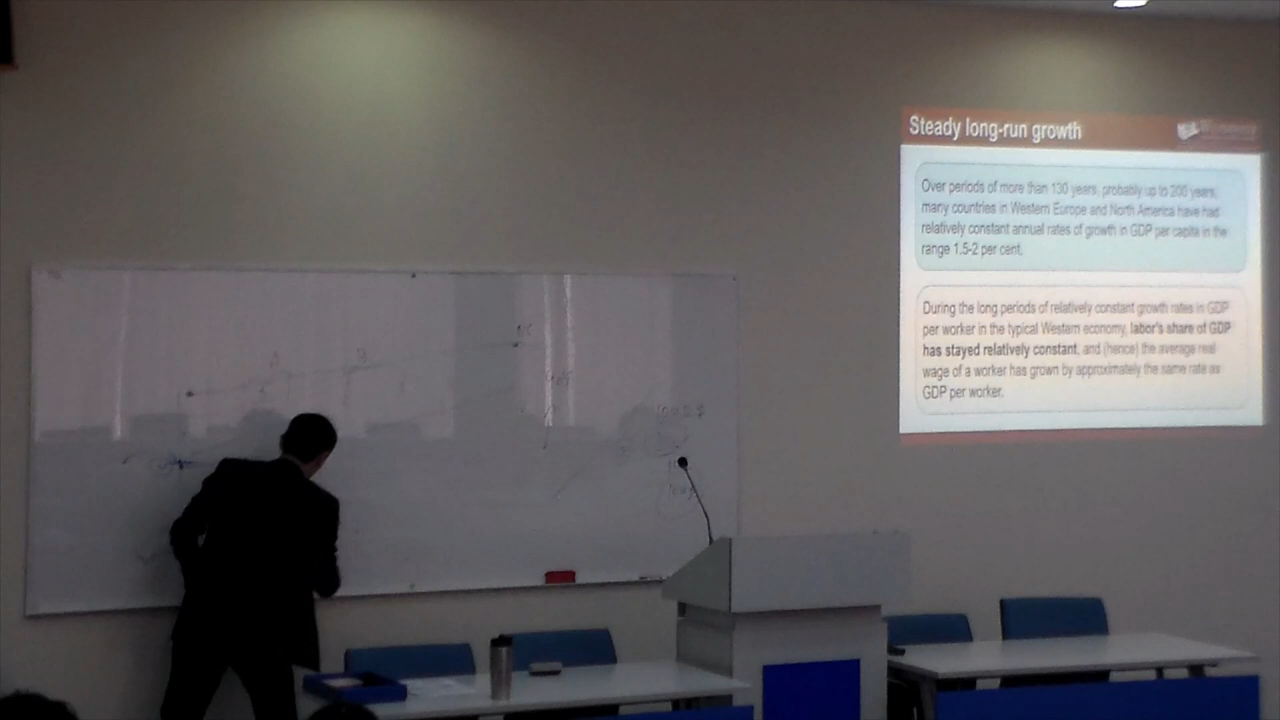 Steady long-run growth
Over periods of more than 130 years, probably up to 200 years,
many countries in Western Europe and North America have had
relatively constant annual rates of growth in GDP per capita in the
range 1.5-2 per cent.
During the long periods of relatively constant growth rates in GDP
per worker in the typical Western economy, labor's share of GDP
has stayed relatively constant, and (hence) the average real
wage of a worker has grown by approximately the same rate as
GDP per worker.